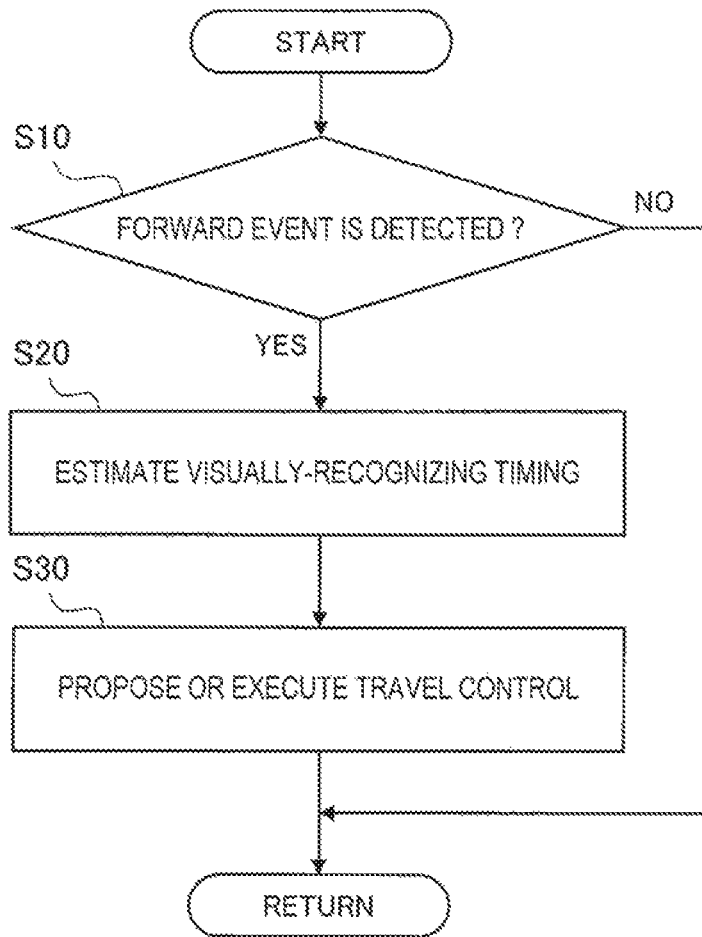 START
S10
FORWARD EVENT IS DETECTED ?
NO
YES
S20
ESTIMATE VISUALLY-RECOGNIZING TIMING
S30
PROPOSE OR EXECUTE TRAVEL CONTROL
RETURN